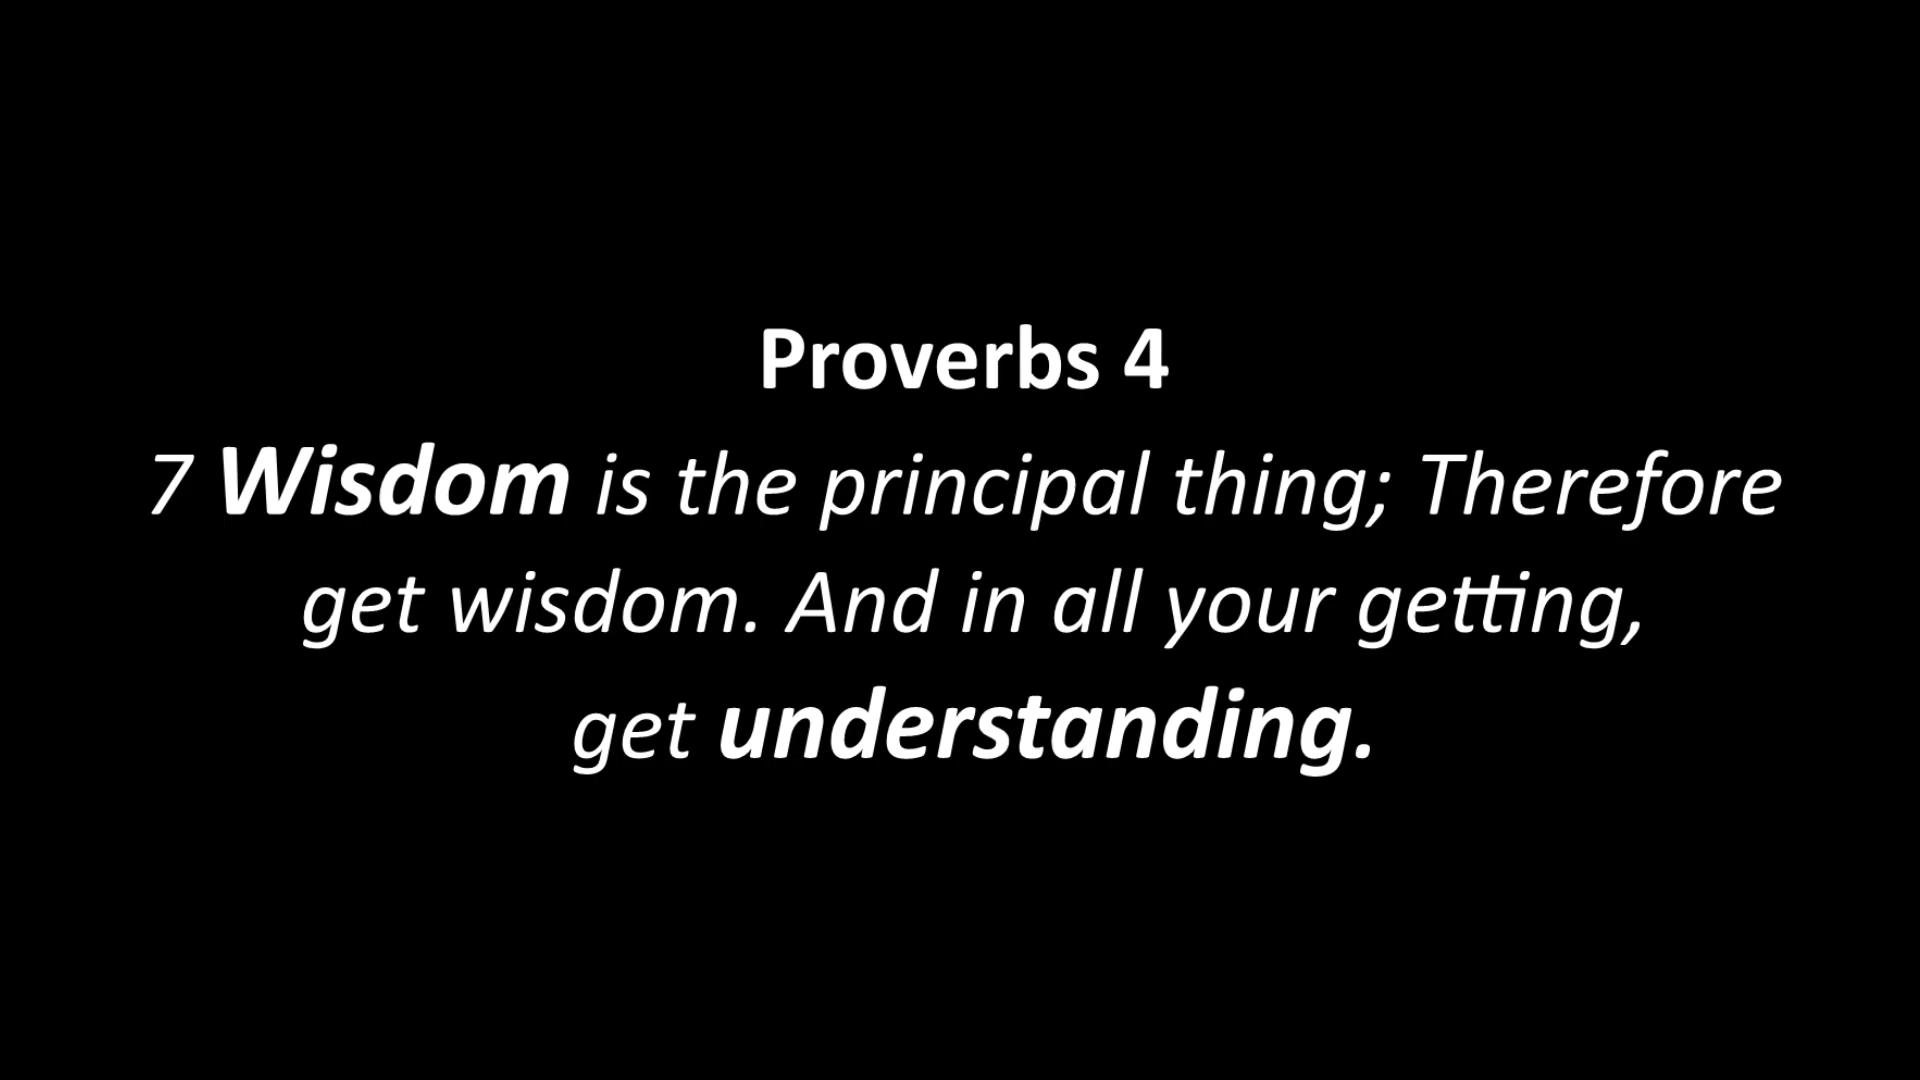 Proverbs 4
7 Wisdom is the principal thing; Therefore
get wisdom. And in all your getting,
get understanding.